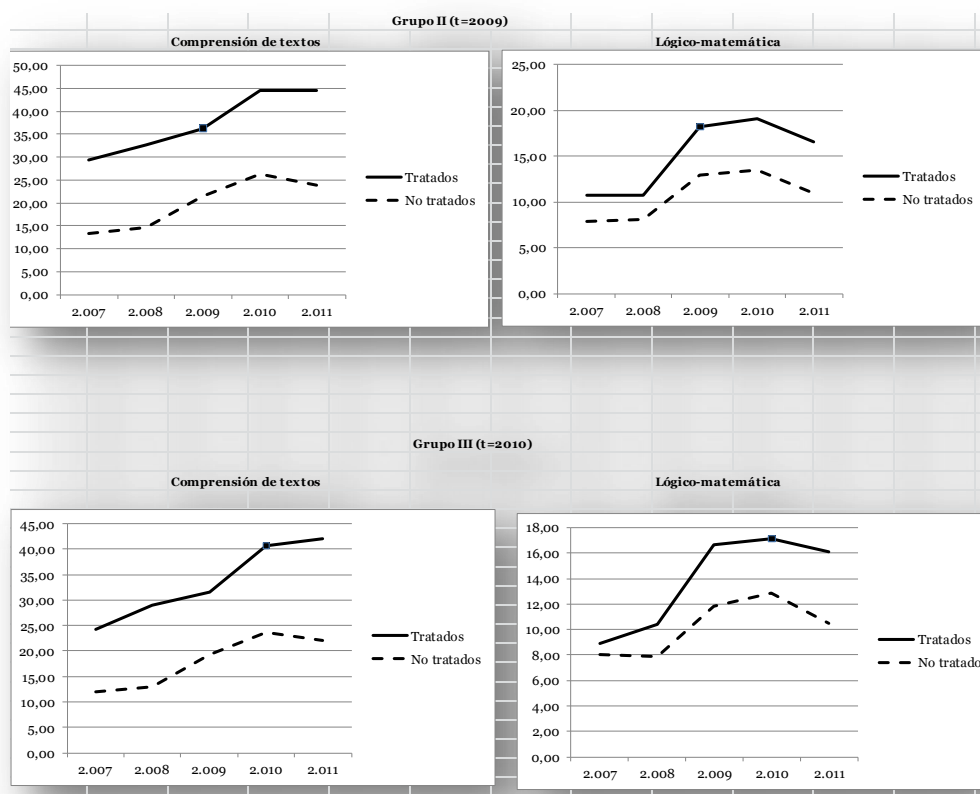 Grupo II (t=2009)
Comprensión de textos
50,00
45,00
40,00
35,00
30,00
25,00
20,00
15,00
10,00
5,00
0,00
2.007 2.008 2.009 2.010 2.011
Tratados
No tratados
Lógico-matemática
25,00
20,00
15,00
10,00
5,00
0,00
2.007 2.008 2.009 2.010 2.011
Tratados
No tratados
Grupo III (t=2010)
Comprensión de textos
45,00
40,00
35,00
30,00
25,00
20,00
15,00
10,00
5,00
0,00
2.007 2.008 2.009 2.010 2.011
Tratados
No tratados
Lógico-matemática
18,00
16,00
14,00
12,00
10,00
8,00
6,00
4,00
2,00
0,00
2.007 2.008 2.009 2.010 2.011
Tratados
No tratado